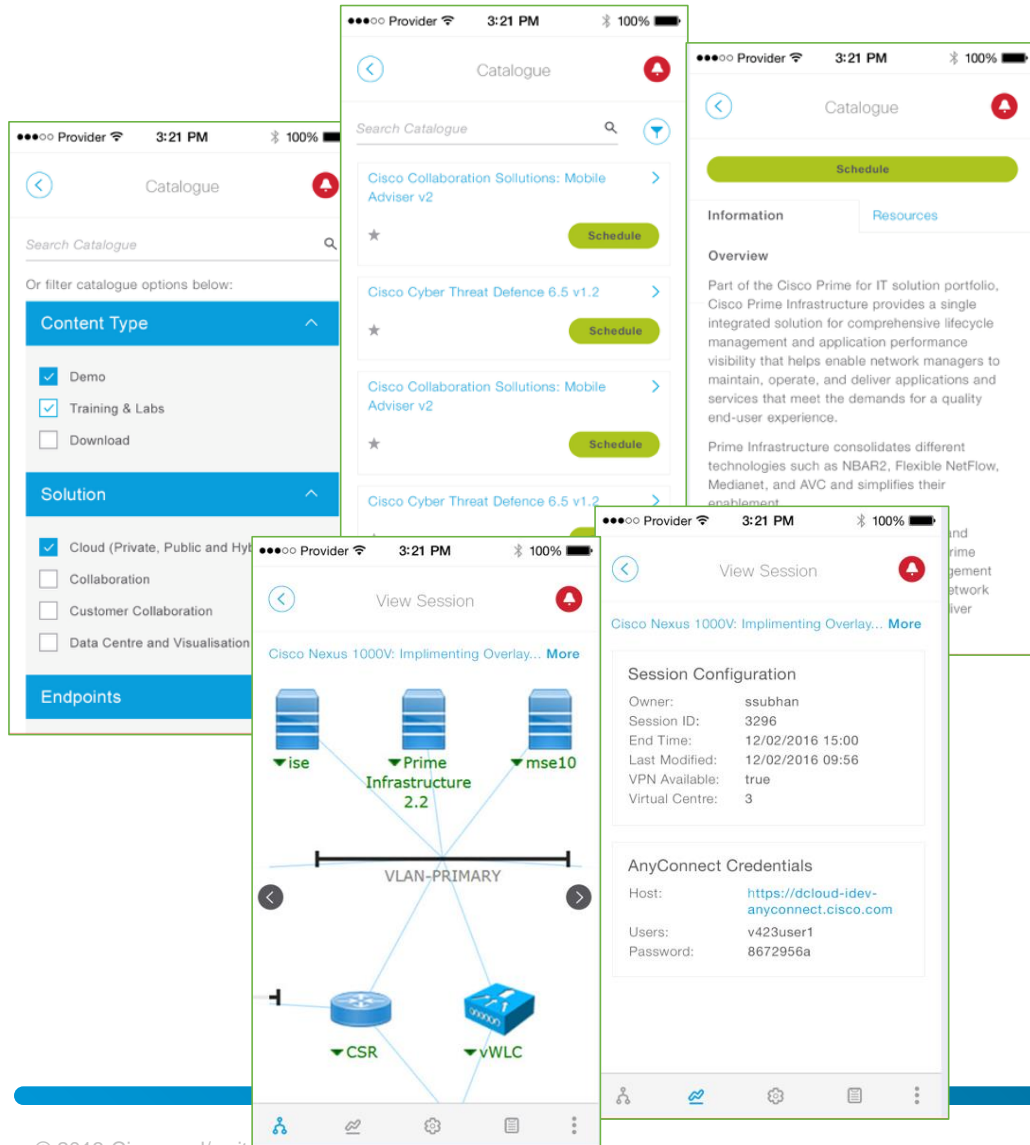 Provider 3:21 PM 100%
Catalogue
Search Catalogue
Or filter catalogue options below:
Content Type
Demo
Training & Labs
Download
Solution
Cloud (Private, Public and Hyb
Collaboration
Customer Collaboration
Data Centre and Visualisation
Endpoints
Provider 3:21 PM 100%
Catalogue
Search Catalogue
Cisco Collaboration Sollutions: Mobile
Adviser v2
Schedule
Cisco Cyber Threat Defence 6.5 v1.2
Schedule
Cisco Collaboration Sollutions: Mobile
Adviser v2
Schedule
Cisco Cyber Threat Defence 6.5 v1.2
Provider 3:21 PM 100%
Catalogue
Schedule
Information Resources
Overview
Part of the Cisco Prime for IT solution portfolio,
Cisco Prime Infrastructure provides a single
integrated solution for comprehensive lifecycle
management and application performance
visibility that helps enable network managers to
maintain, operate, and deliver applications and
services that meet the demands for a quality
end-user experience.
Prime Infrastructure consolidates different
technologies such as NBAR2, Flexible NetFlow,
Medianet, and AVC and simplifies their
enablement
Provider 3:21 PM 100%
View Session
Cisco Nexus 1000V: Implimenting Overlay... More
ise
Prime
Infrastructure
2.2
mse10
VLAN-PRIMARY
CSR
vWLC
Provider 3:21 PM 100%
View Session
Cisco Nexus 1000V: Implimenting Overlay... More
Session Configuration
Owner: ssubhan
Session ID: 3296
End Time: 12/02/2016 15:00
Last Modified: 12/02/2016 09:56
VPN Available: true
Virtual Centre: 3
AnyConnect Credentials
Host: https://dcloud-idev-
anyconnect.cisco.com
Users: v423user1
Password: 8672956a